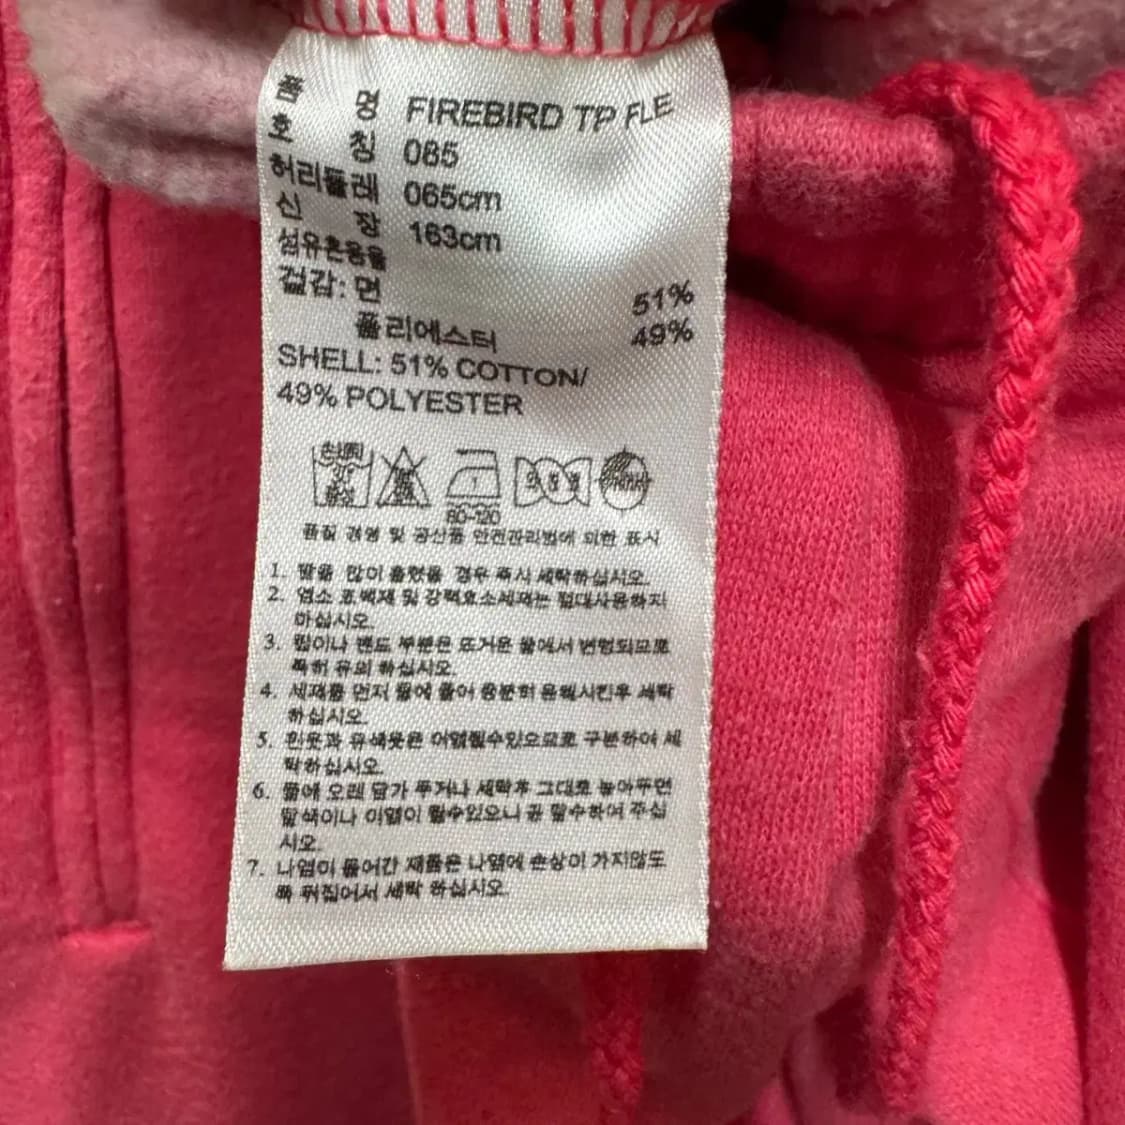 품 명 FIREBIRD TP FLE
호 칭 085
허리둘레 065cm
신 장 163cm
섬유혼용율
겉감: 면 51%
폴리에스터 49%
SHELL: 51% COTTON/
49% POLYESTER
손세탁
80-120
품질 경영 및 공산품 안전관리법에 의한 표시
1. 땀을 많이 흘렸을 경우 즉시 세탁하십시오.
2. 염소 표백제 및 강력효소세제는 절대사용하지
마십시오.
3. 립이나 밴드 부분은 뜨거운 물에서 변형되므로
특히 유의 하십시오.
4. 세제를 먼저 물에 풀어 충분히 용해시킨후 세탁
하십시오.
5. 흰옷과 유색옷은 이염될수있으므로 구분하여 세
탁하십시오.
6. 물에 오래 담가 두거나 세탁후 그대로 놓아두면
탈색이나 이염이 될수있으니 곧 탈수하여 주십
시오.
7. 나염이 들어간 제품은 나염에 손상이 가지않도
록 뒤집어서 세탁 하십시오.